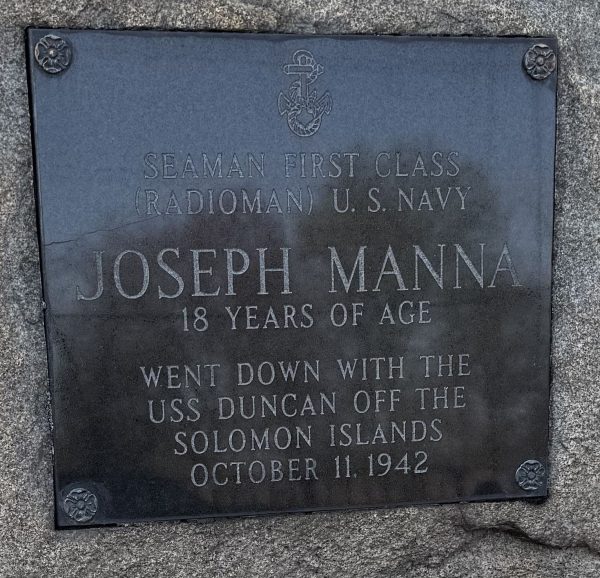 SEAMAN FIRST CLASS
(RADIOMAN) U. S. NAVY
JOSEPH MANNA
18 YEARS OF AGE
WENT DOWN WITH THE
USS DUNCAN OFF THE
SOLOMON ISLANDS
OCTOBER 11, 1942